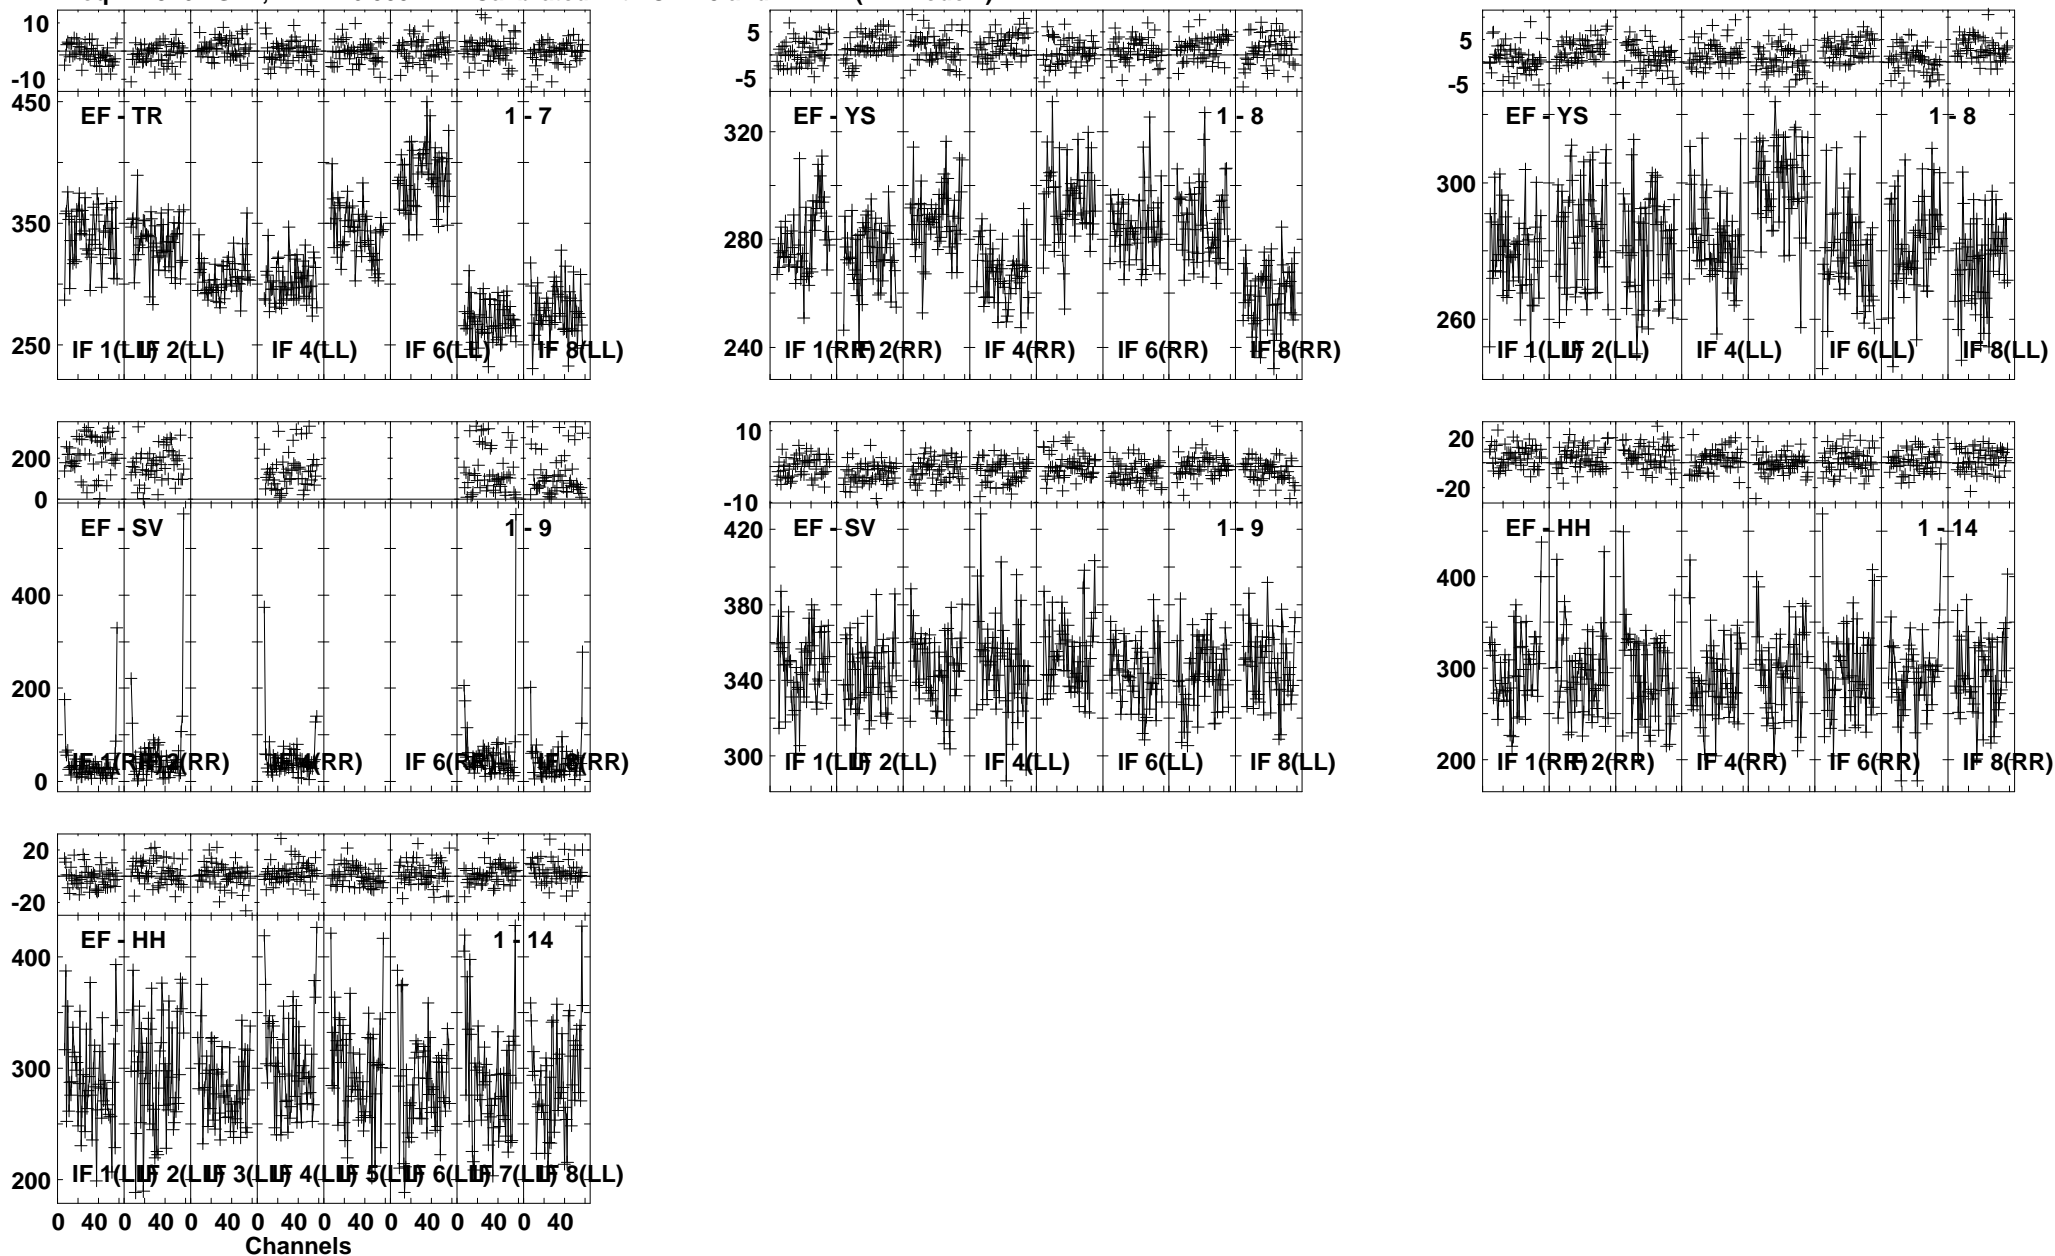 10
-10
450
350
250
EF - TR 1 - 7
IF 1(LL) IF 2(LL) IF 4(LL) IF 6(LL) IF 8(LL)
5
-5
320
280
240
EF - YS 1 - 8
IF 1(RR) IF 2(RR) IF 4(RR) IF 6(RR) IF 8(RR)
5
-5
300
260
EF - YS 1 - 8
IF 1(LL) IF 2(LL) IF 4(LL) IF 6(LL) IF 8(LL)
200
0
400
200
0
EF - SV 1 - 9
IF 1(RR) IF 2(RR) IF 4(RR) IF 6(RR) IF 8(RR)
10
-10
420
380
340
300
EF - SV 1 - 9
IF 1(LL) IF 2(LL) IF 4(LL) IF 6(LL) IF 8(LL)
20
-20
400
300
200
EF - HH 1 - 14
IF 1(RR) IF 2(RR) IF 4(RR) IF 6(RR) IF 8(RR)
20
-20
400
300
200
EF - HH 1 - 14
IF 1(LL) IF 2(LL) IF 3(LL) IF 4(LL) IF 5(LL) IF 6(LL) IF 7(LL) IF 8(LL)
0 40 0 40 0 40 0 40 0 40 0 40 0 40 0 40
Channels